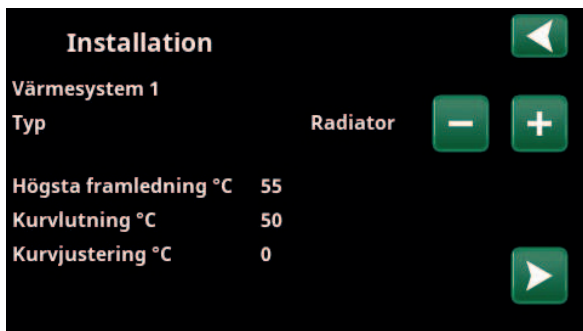 Installation
Värmesystem 1
Typ Radiator
Högsta framledning °C 55
Kurvlutning °C 50
Kurvjustering °C 0